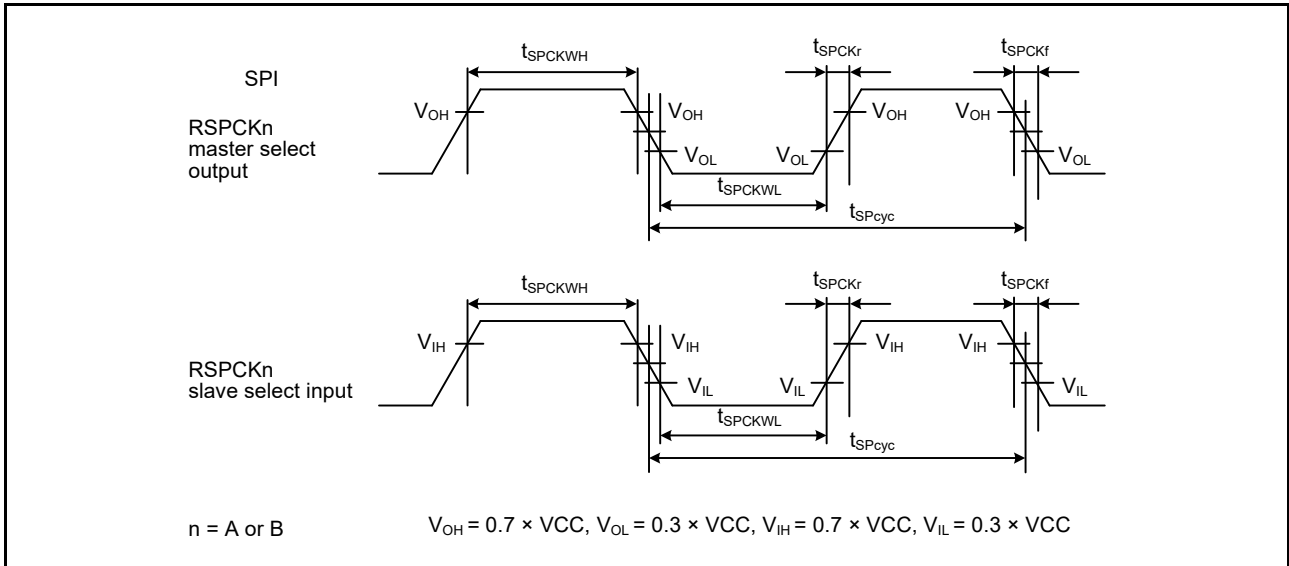 tSPCKWH tSPCKr tSPCKf
SPI
VOH VOH VOH VOH
RSPCKn
master select
output
VOL VOL VOL
tSPCKWL
tSPcyc
tSPCKWH tSPCKr tSPCKf
VIH VIH VIH VIH
RSPCKn
slave select input
VIL VIL VIL
tSPCKWL
tSPcyc
n = A or B VOH = 0.7 × VCC, VOL = 0.3 × VCC, VIH = 0.7 × VCC, VIL = 0.3 × VCC